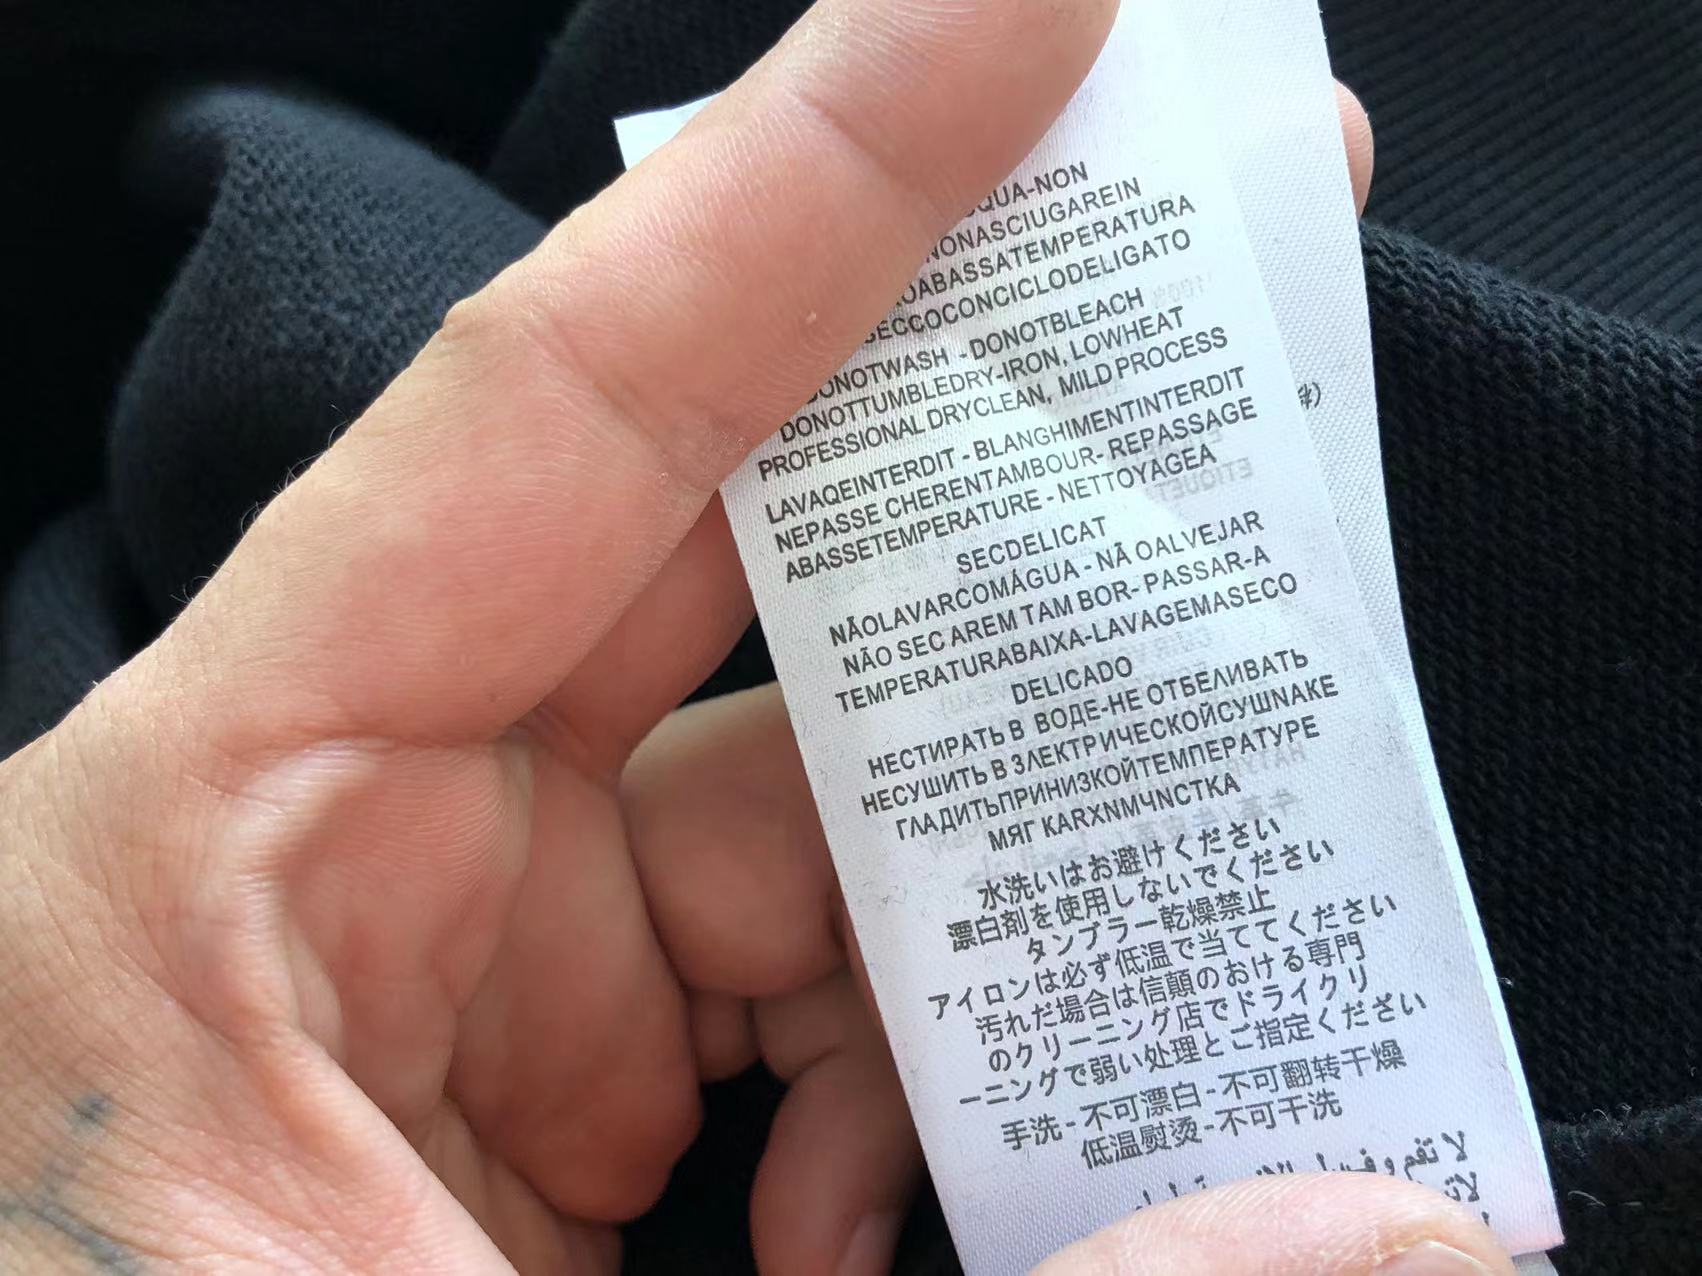 QUA-NON
NONASCIUGAREIN
OABASSATEMPERATURA
SECCOCONCICLODELIGATO
DONOTWASH - DONOTBLEACH
DONOTTUMBLEDRY-IRON, LOWHEAT
PROFESSIONAL DRYCLEAN, MILD PROCESS
LAVAQEINTERDIT - BLANGHIMENTINTERDIT
NEPASSE CHERENTAMBOUR- REPASSAGE
ABASSETEMPERATURE - NETTOYAGEA
SECDELICAT
NÃOLAVARCOMÁGUA - NÃ OALVEJAR
NÃO SEC AREM TAM BOR- PASSAR-A
TEMPERATURABAIXA-LAVAGEMASECO
DELICADO
НЕСТИРАТЬ В ВОДЕ-НЕ ОТБЕЛИВАТЬ
НЕСУШИТЬ В ЗЛЕКТРИЧЕСКОЙСУШNAKE
ГЛАДИТЬПРИНИЗКОЙТЕМПЕРАТУРЕ
МЯГ KARXNMЧNCTKA
水洗いはお避けください
漂白剤を使用しないでください
タンブラー乾燥禁止
アイロンは必ず低温で当ててください
汚れだ場合は信頼のおける専門
のクリーニング店でドライクリ
ーニングで弱い処理とご指定ください
手洗-不可漂白-不可翻转干燥
低温熨烫-不可干洗